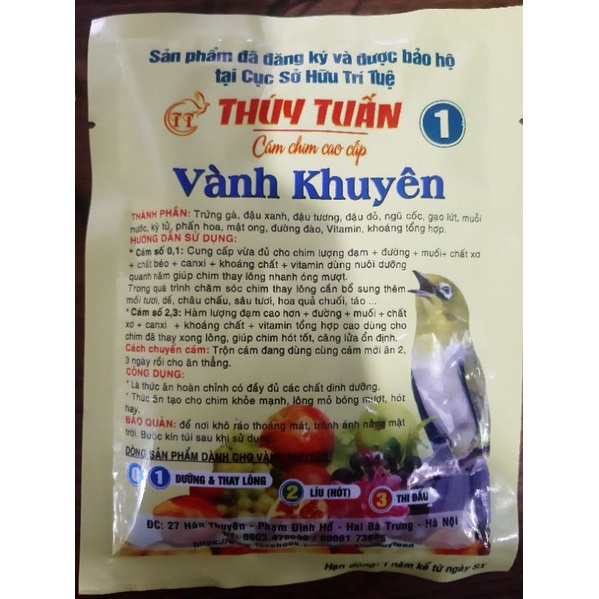 Sản phẩm đã đăng ký và được bảo hộ
tại Cục Sở Hữu Trí Tuệ
TT THÚY TUẤN 1
Cám chim cao cấp
Vành Khuyên
THÀNH PHẦN: Trứng gà, đậu xanh, đậu tương, đậu đỏ, ngũ cốc, gạo lứt, muồi
nước, kỷ tử, phấn hoa, mật ong, đường đào, Vitamin, khoáng tổng hợp.
HƯỚNG DẪN SỬ DỤNG:
* Cám số 0,1: Cung cấp vừa đủ cho chim lượng đạm + đường + muối+ chất xơ
+ chất béo + canxi + khoáng chất + vitamin dùng nuôi dưỡng
quanh năm giúp chim thay lông nhanh óng mượt.
Trong quá trình chăm sóc chim thay lông cần bổ sung thêm
mồi tươi, dế, châu chấu, sâu tươi, hoa quả chuối, táo ...
* Cám số 2,3: Hàm lượng đạm cao hơn + đường + muối + chất
xơ + canxi + khoáng chất + vitamin tổng hợp cao dùng cho
chim đã thay xong lông, giúp chim hót tốt, căng lửa ổn định.
Cách chuyển cám: Trộn cám đang dùng cùng cám mới ăn 2,
3 ngày rồi cho ăn thẳng.
CÔNG DỤNG:
* Là thức ăn hoàn chỉnh có đầy đủ các chất dinh dưỡng.
* Thức ăn tạo cho chim khỏe mạnh, lông mỏ bóng mượt, hót
hay.
BẢO QUẢN: để nơi khô ráo thoáng mát, tránh ánh nắng mặt
trời. Buộc kín túi sau khi sử dụng.
DÒNG SẢN PHẨM DÀNH CHO VÀNH KHUYÊN:
0 1 DƯỠNG & THAY LÔNG
2 LÍU (HÓT) 3 THI ĐẤU
ĐC: 27 Hàn Thuyên - Phạm Đình Hổ - Hai Bà Trưng - Hà Nội
Hạn dùng: 1 năm kể từ ngày SX